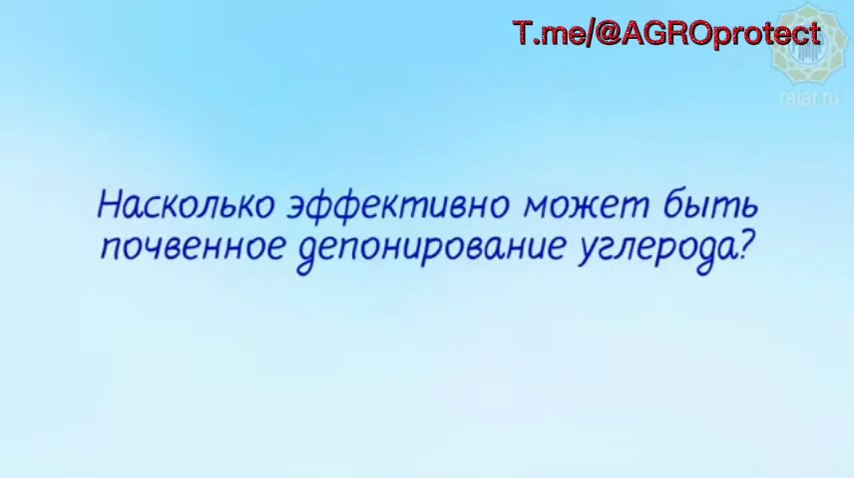 T.me/@AGROprotect
raiar.ru
Насколько эффективно может быть
почвенное депонирование углерода?